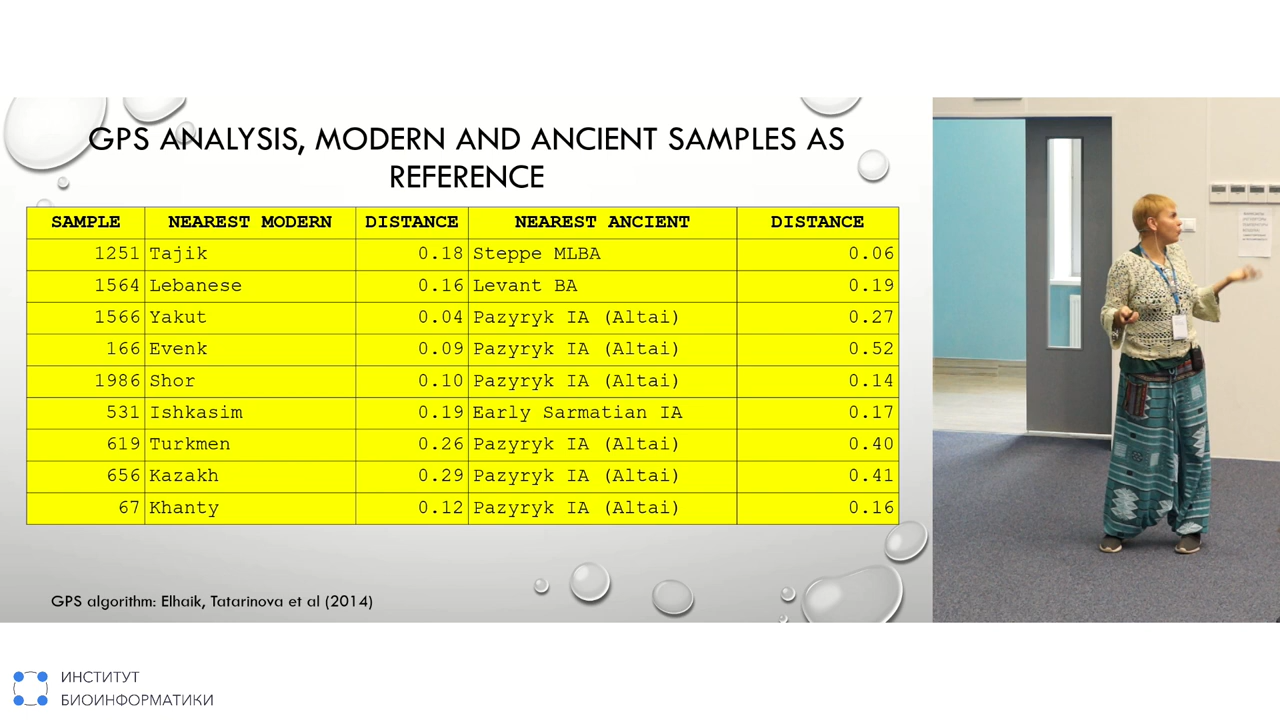 GPS ANALYSIS, MODERN AND ANCIENT SAMPLES AS
REFERENCE
SAMPLE NEAREST MODERN DISTANCE NEAREST ANCIENT DISTANCE
1251 Tajik 0.18 Steppe MLBA 0.06
1564 Lebanese 0.16 Levant BA 0.19
1566 Yakut 0.04 Pazyryk IA (Altai) 0.27
166 Evenk 0.09 Pazyryk IA (Altai) 0.52
1986 Shor 0.10 Pazyryk IA (Altai) 0.14
531 Ishkasim 0.19 Early Sarmatian IA 0.17
619 Turkmen 0.26 Pazyryk IA (Altai) 0.40
656 Kazakh 0.29 Pazyryk IA (Altai) 0.41
67 Khanty 0.12 Pazyryk IA (Altai) 0.16
GPS algorithm: Elhaik, Tatarinova et al (2014)
ИНСТИТУТ
БИОИНФОРМАТИКИ